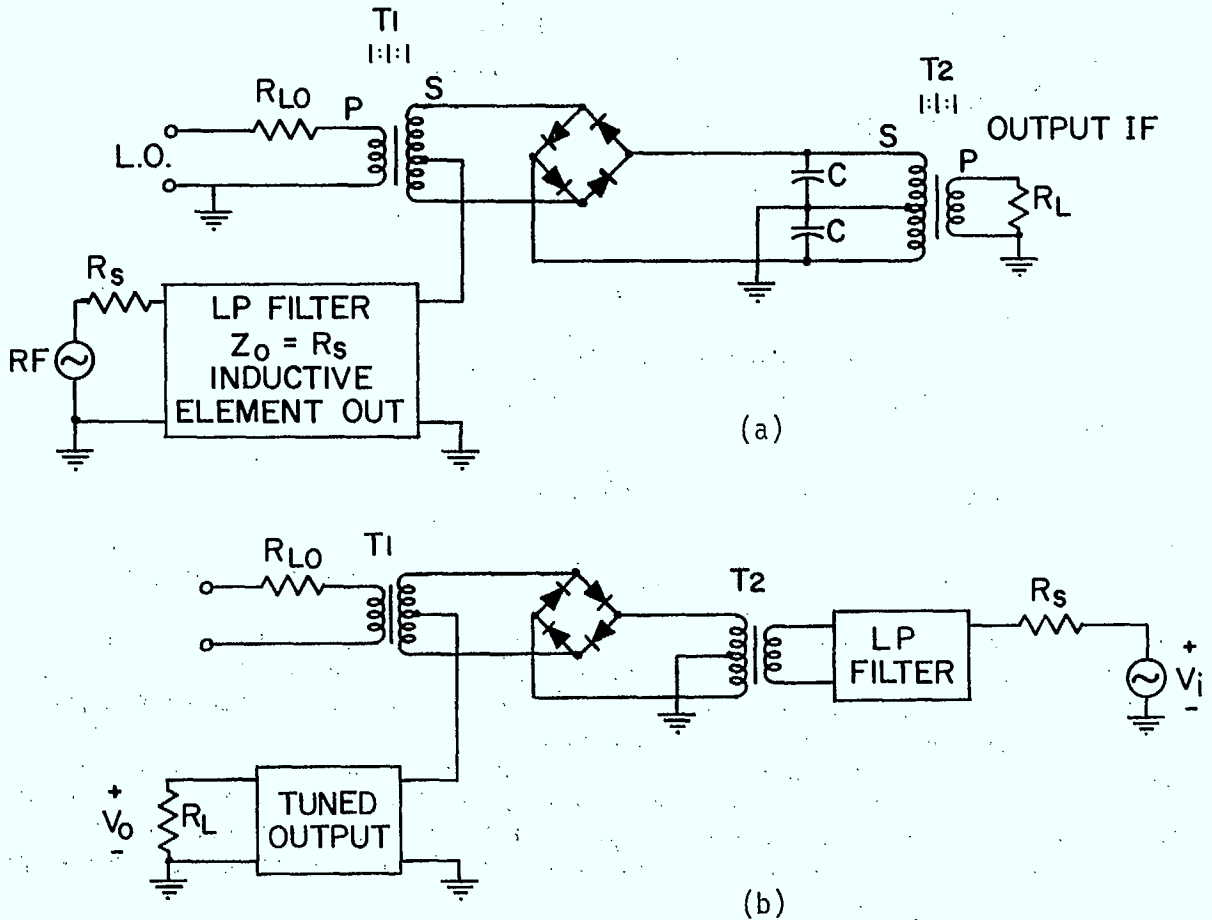 T1
1:1:1
R_LO
P
S
L.O.
T2
1:1:1
OUTPUT IF
S
P
C
C
R_L
R_s
RF
LP FILTER
Z_o = R_s
INDUCTIVE
ELEMENT OUT
(a)
R_LO
T1
T2
R_s
LP
FILTER
+
V_i
-
+
V_o
-
R_L
TUNED
OUTPUT
(b)